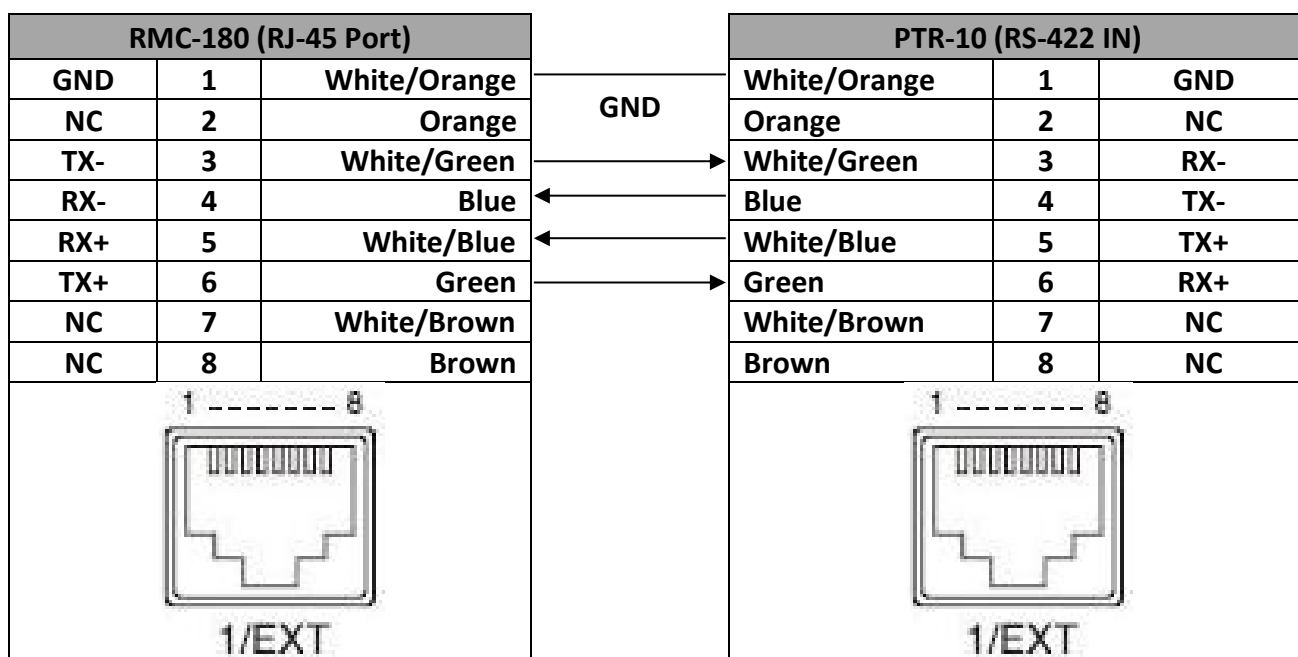 RMC-180 (RJ-45 Port) PTR-10 (RS-422 IN)
GND 1 White/Orange GND White/Orange 1 GND
NC 2 Orange Orange 2 NC
TX- 3 White/Green White/Green 3 RX-
RX- 4 Blue Blue 4 TX-
RX+ 5 White/Blue White/Blue 5 TX+
TX+ 6 Green Green 6 RX+
NC 7 White/Brown White/Brown 7 NC
NC 8 Brown Brown 8 NC
1 ------- 8 1 ------- 8
1/EXT 1/EXT